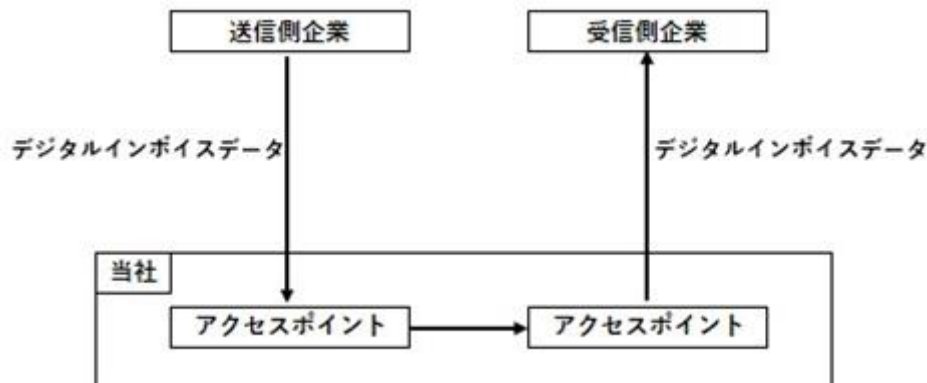 送信側企業
受信側企業
デジタルインボイスデータ
デジタルインボイスデータ
当社
アクセスポイント
アクセスポイント